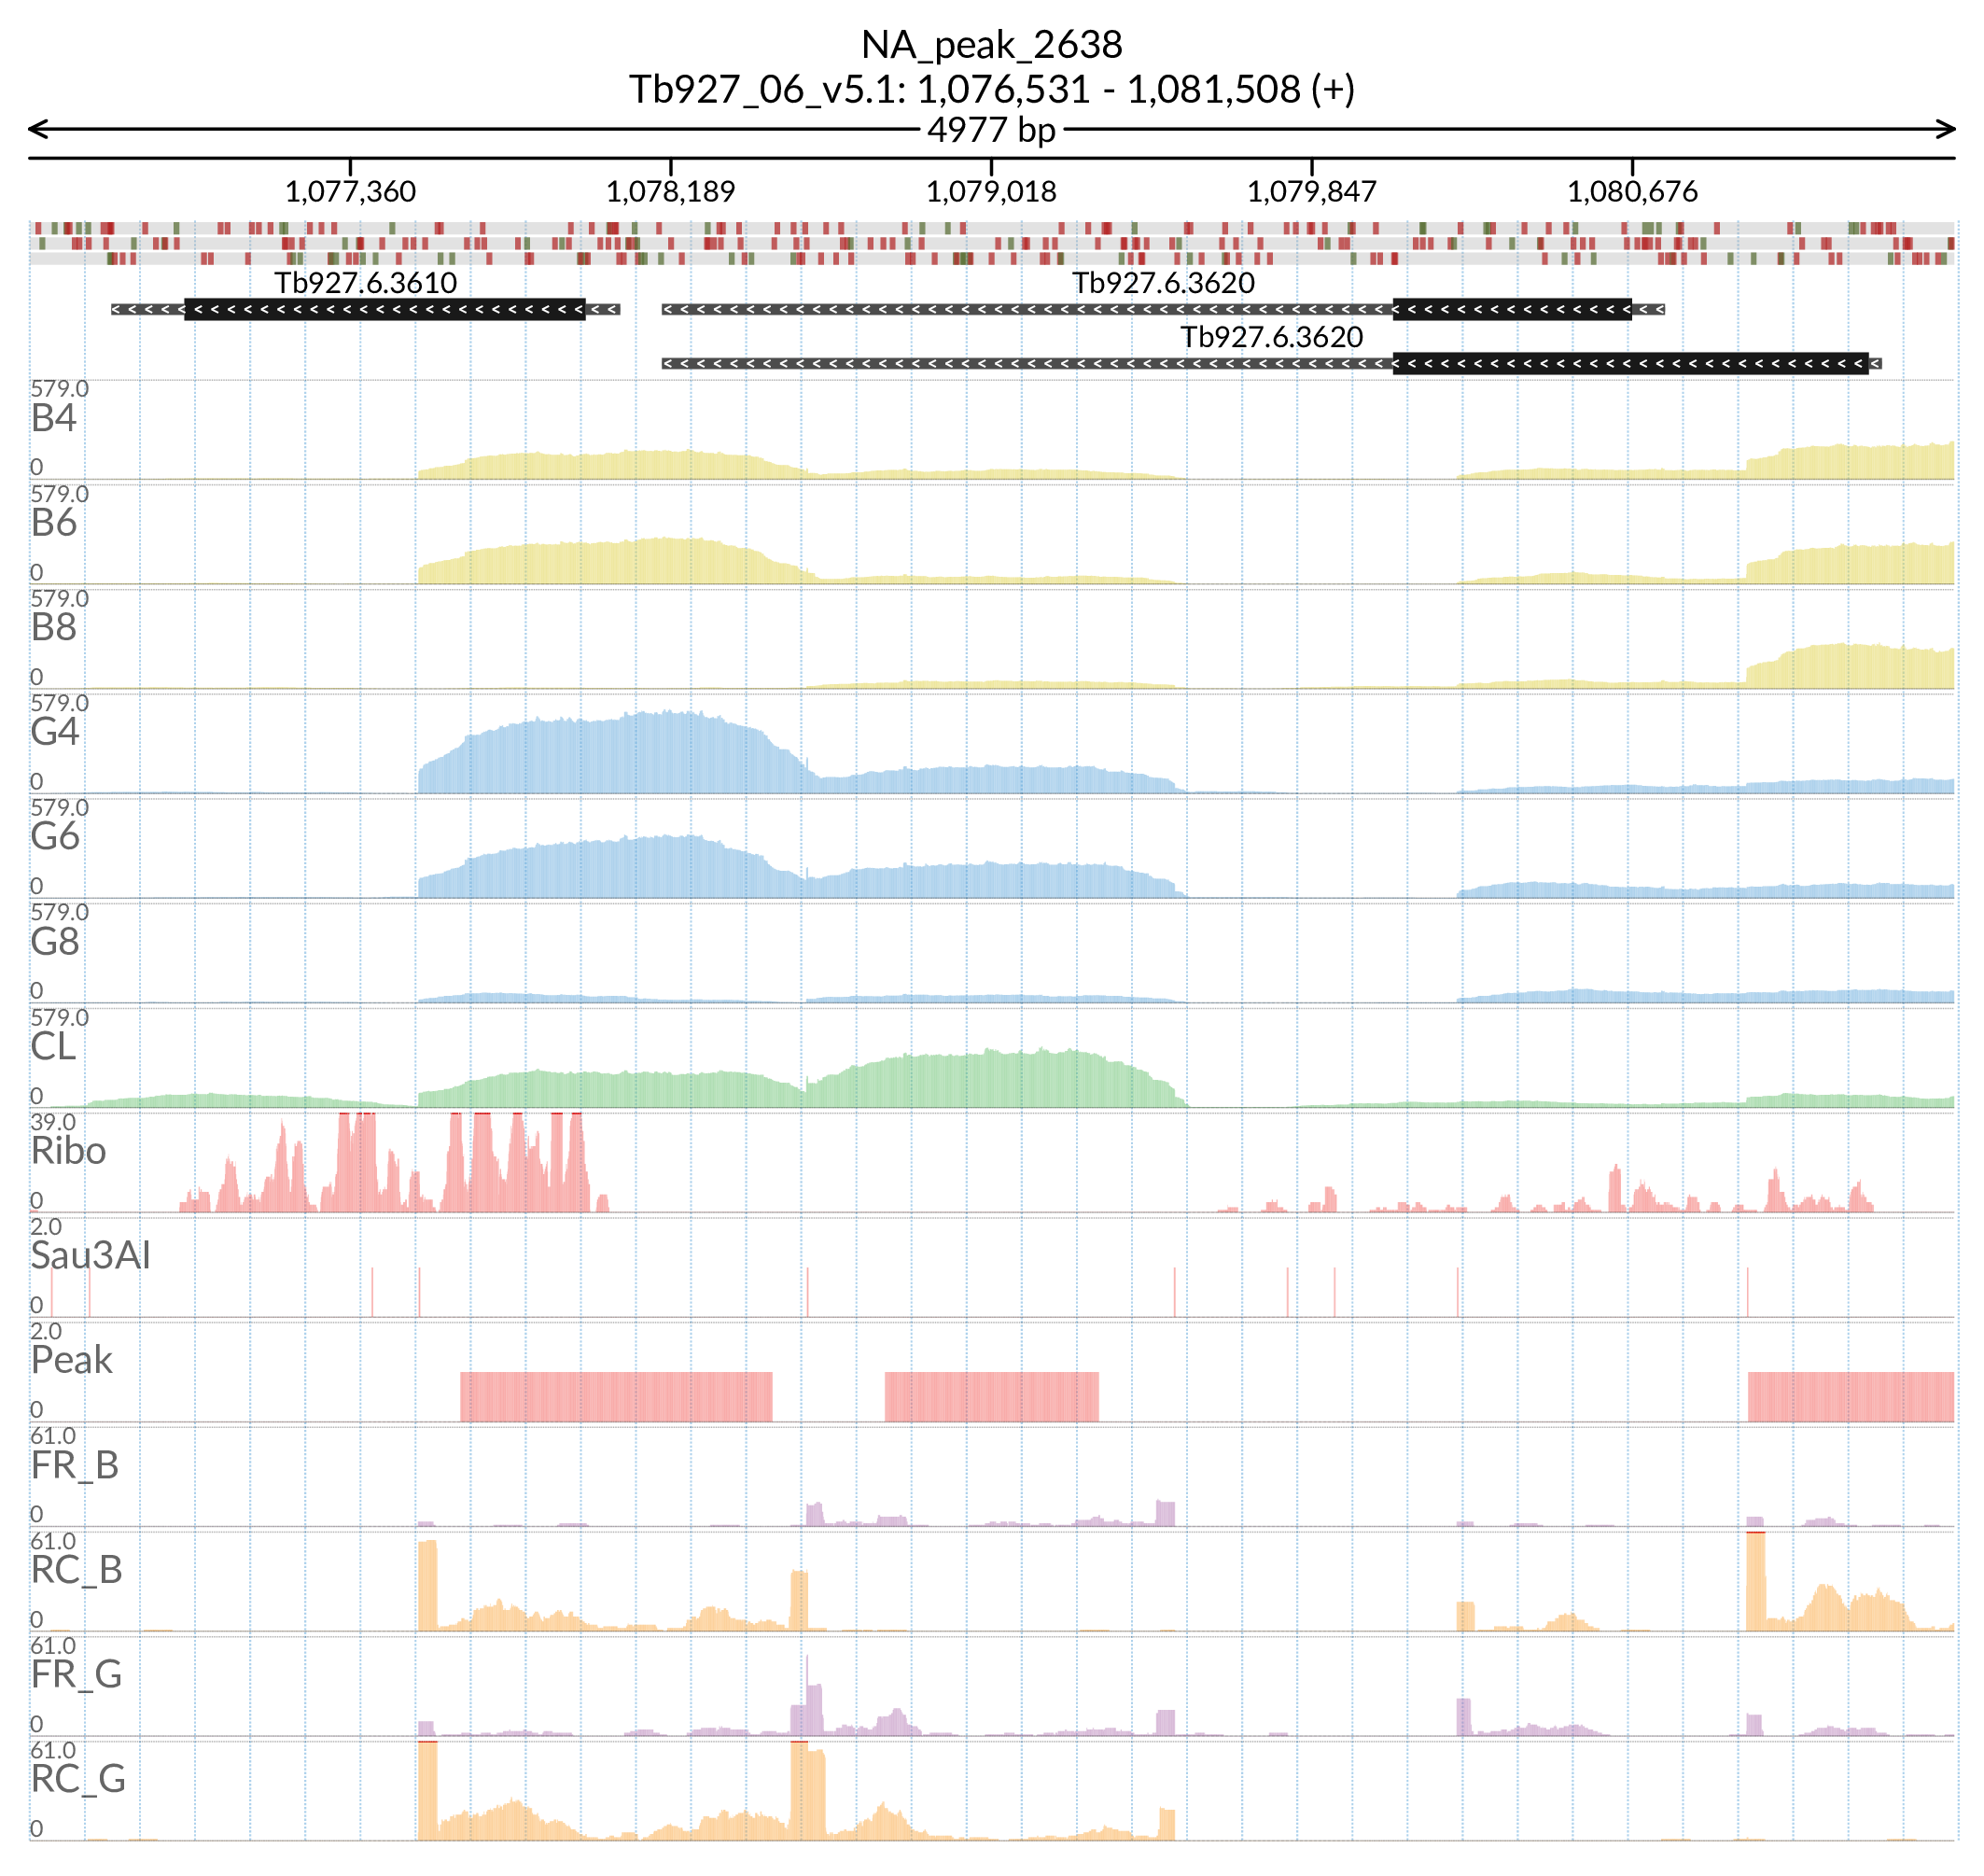 NA_peak_2638
Tb927_06_v5.1: 1,076,531 - 1,081,508 (+)
4977 bp
1,077,360 1,078,189 1,079,018 1,079,847 1,080,676
Tb927.6.3610 Tb927.6.3620
Tb927.6.3620
579.0
B4
0
579.0
B6
0
579.0
B8
0
579.0
G4
0
579.0
G6
0
579.0
G8
0
579.0
CL
0
39.0
Ribo
0
2.0
Sau3AI
0
2.0
Peak
0
61.0
FR_B
0
61.0
RC_B
0
61.0
FR_G
0
61.0
RC_G
0